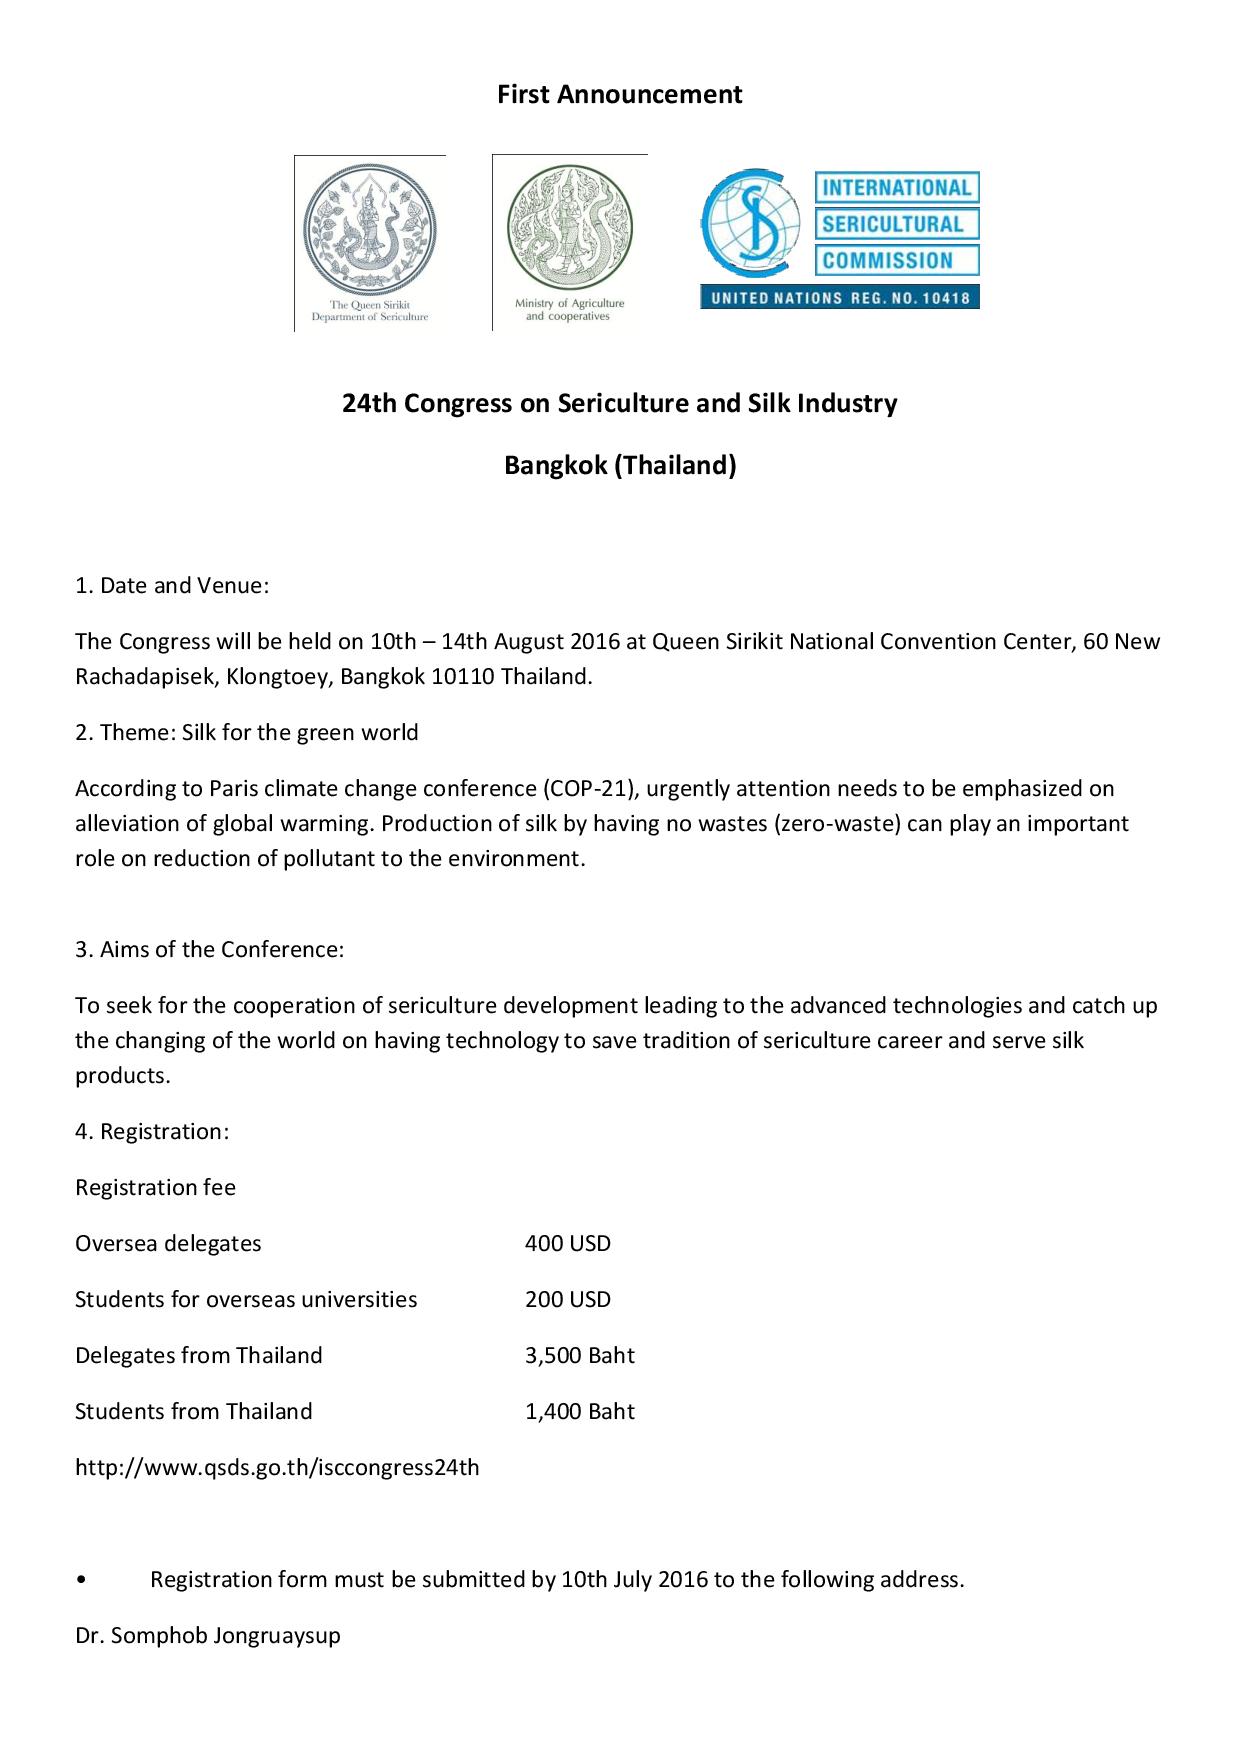 First Announcement
The Queen Sirikit
Department of Sericulture
Ministry of Agriculture
and cooperatives
INTERNATIONAL
SERICULTURAL
COMMISSION
UNITED NATIONS REG. NO. 10418
24th Congress on Sericulture and Silk Industry
Bangkok (Thailand)
1. Date and Venue:
The Congress will be held on 10th – 14th August 2016 at Queen Sirikit National Convention Center, 60 New
Rachadapisek, Klongtoey, Bangkok 10110 Thailand.
2. Theme: Silk for the green world
According to Paris climate change conference (COP-21), urgently attention needs to be emphasized on
alleviation of global warming. Production of silk by having no wastes (zero-waste) can play an important
role on reduction of pollutant to the environment.
3. Aims of the Conference:
To seek for the cooperation of sericulture development leading to the advanced technologies and catch up
the changing of the world on having technology to save tradition of sericulture career and serve silk
products.
4. Registration:
Registration fee
Oversea delegates 400 USD
Students for overseas universities 200 USD
Delegates from Thailand 3,500 Baht
Students from Thailand 1,400 Baht
http://www.qsds.go.th/isccongress24th
• Registration form must be submitted by 10th July 2016 to the following address.
Dr. Somphob Jongruaysup